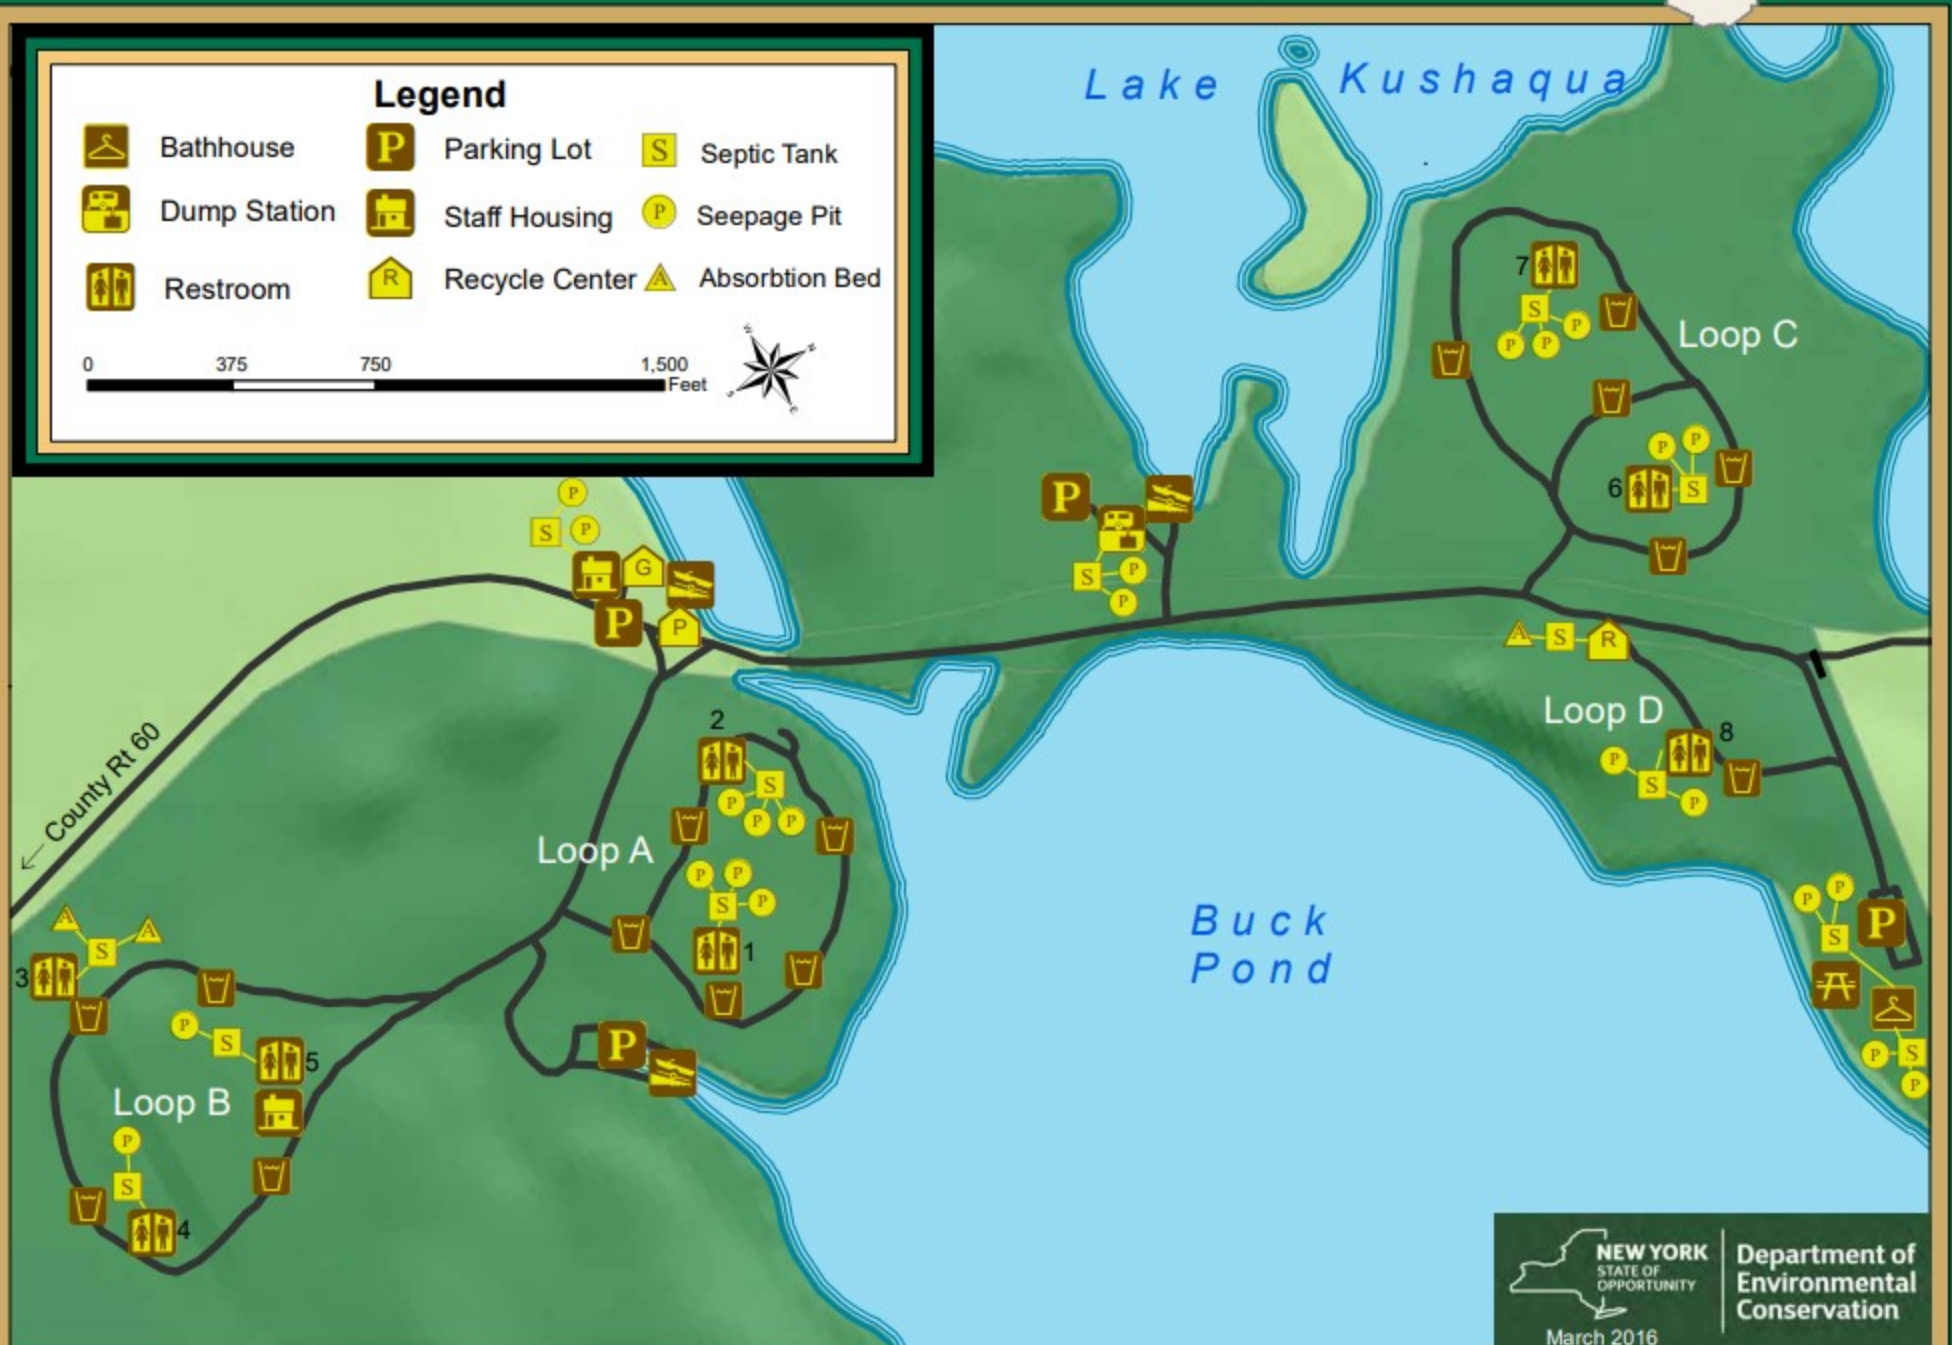 Legend
Bathhouse
P Parking Lot
S Septic Tank
Dump Station
Staff Housing
P Seepage Pit
Restroom
R Recycle Center
A Absorbtion Bed
0 375 750 1,500
Feet
N
S
E
Lake Kushaqua
7
S
P P P
Loop C
P P
6 S
P
S P
G
P
P
P
S P
P
A S R
Loop D
8
P S
P
County Rt 60
2
S
P P P
Loop A
P P
S P
1
Buck
Pond
P P
S
P
P S
P
A
S A
3
P
S
5
P
Loop B
P
S
4
NEW YORK
STATE OF
OPPORTUNITY
Department of
Environmental
Conservation
March 2016